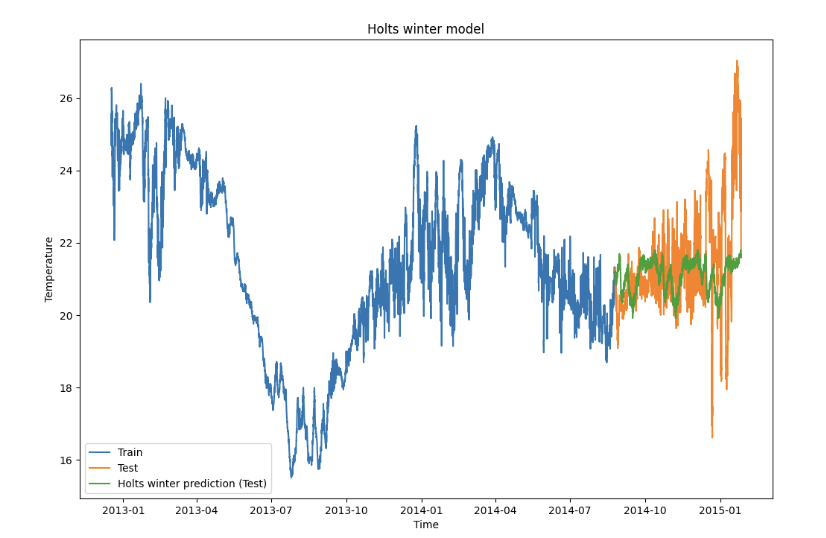 Holts winter model
Temperature
26
24
22
20
18
16
Train
Test
Holts winter prediction (Test)
2013-01 2013-04 2013-07 2013-10 2014-01 2014-04 2014-07 2014-10 2015-01
Time